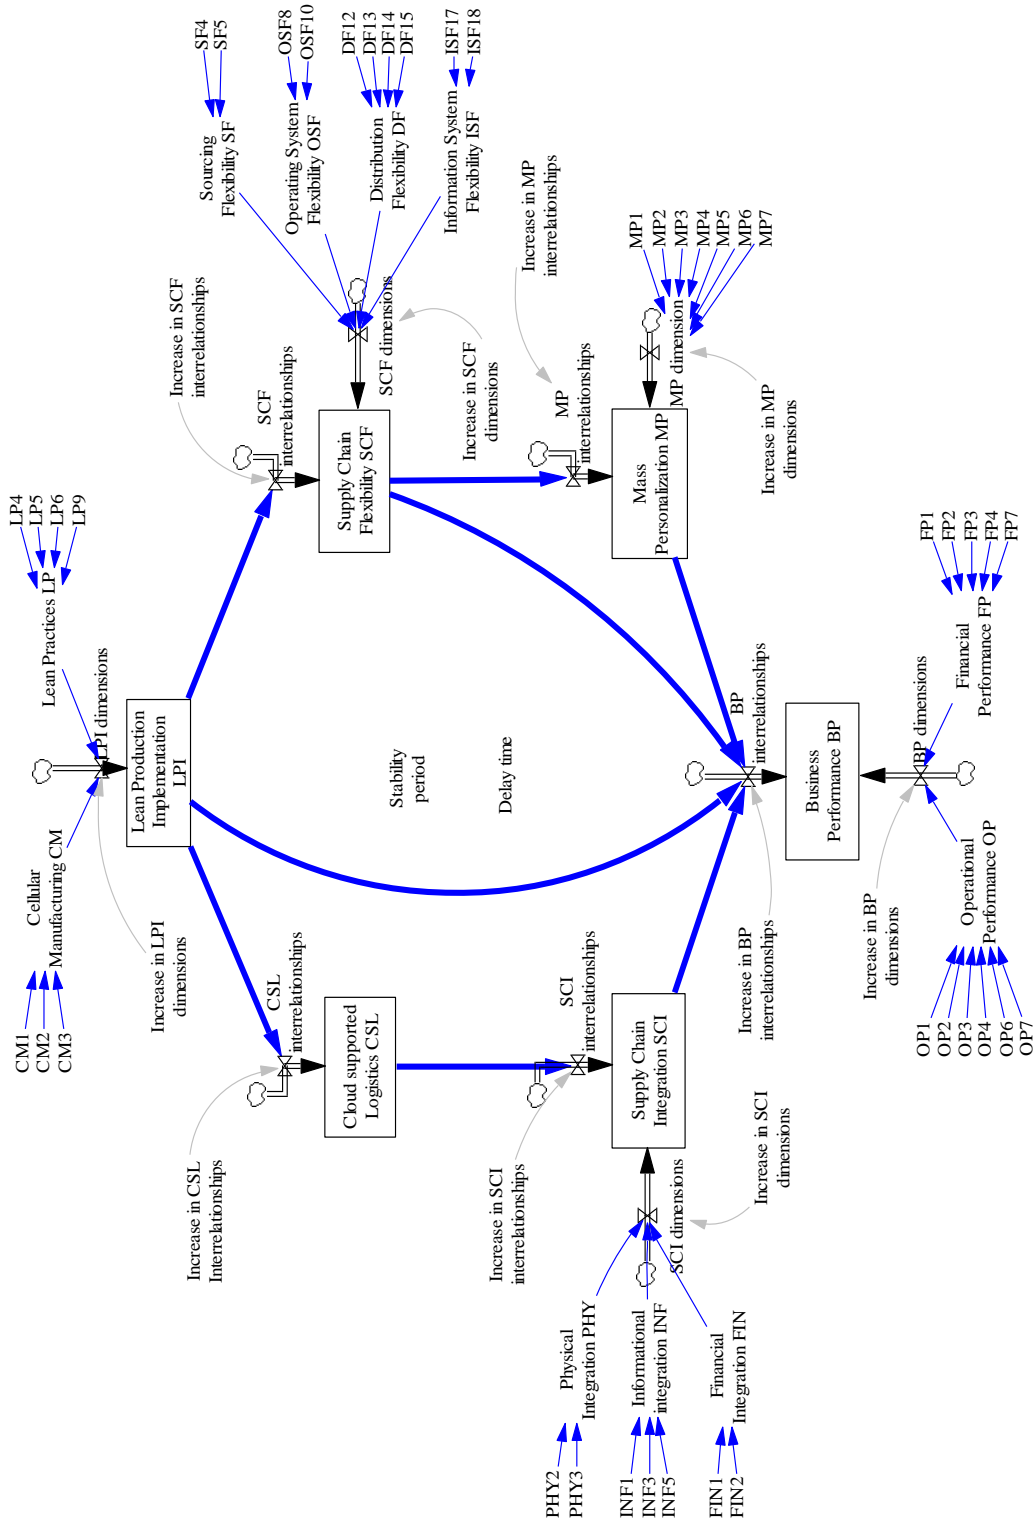 CM1
CM2
CM3
Cellular
Manufacturing CM
Increase in LPI
dimensions
LP4
LP5
LP6
LP9
Lean Practices LP
LPI dimensions
Lean Production
Implementation
LPI
Increase in CSL
Interrelationships
CSL
interrelationships
Cloud supported
Logistics CSL
Increase in SCI
interrelationships
SCI
interrelationships
Supply Chain
Integration SCI
SCI dimensions
Increase in SCI
dimensions
PHY2
PHY3
Physical
Integration PHY
INF1
INF3
INF5
Informational
integration INF
FIN1
FIN2
Financial
Integration FIN
Stability
period
Delay time
Increase in SCF
interrelationships
SCF
interrelationships
Supply Chain
Flexibility SCF
SCF dimensions
Increase in SCF
dimensions
SF4
SF5
Sourcing
Flexibility SF
OSF8
OSF10
Operating System
Flexibility OSF
DF12
DF13
DF14
DF15
Distribution
Flexibility DF
ISF17
ISF18
Information System
Flexibility ISF
Increase in MP
interrelationships
MP
interrelationships
Mass
Personalization MP
MP dimension
Increase in MP
dimensions
MP1
MP2
MP3
MP4
MP5
MP6
MP7
BP
interrelationships
Increase in BP
interrelationships
Business
Performance BP
BP dimensions
Increase in BP
dimensions
OP1
OP2
OP3
OP4
OP6
OP7
Operational
Performance OP
FP1
FP2
FP3
FP4
FP7
Financial
Performance FP